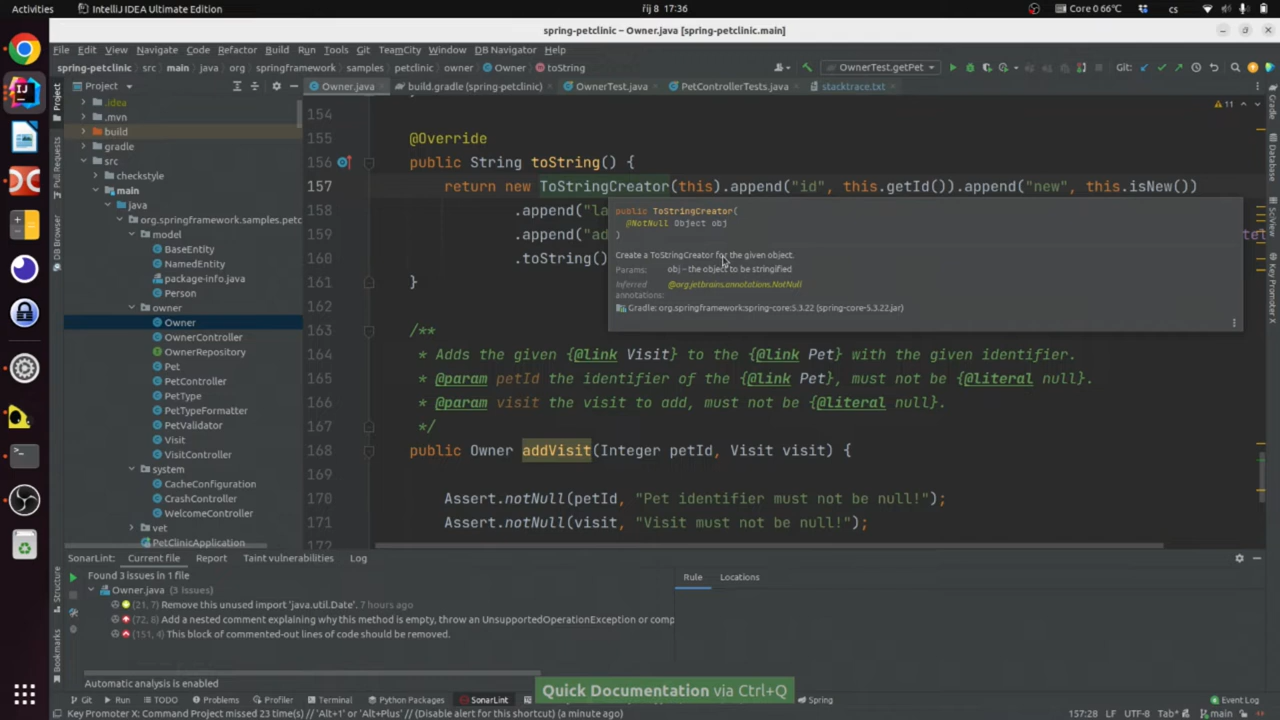 Activities
IntelliJ IDEA Ultimate Edition
říj 8 17:36
Core 0 66°C
cs
spring-petclinic – Owner.java [spring-petclinic.main]
File Edit View Navigate Code Refactor Build Run Tools Git TeamCity Window DB Navigator Help
spring-petclinic src main java org springframework samples petclinic owner Owner toString
OwnerTest.getPet
Git:
Project
Owner.java
build.gradle (spring-petclinic)
OwnerTest.java
PetControllerTests.java
stacktrace.txt
.idea
.mvn
build
gradle
src
checkstyle
main
java
org.springframework.samples.petc
model
BaseEntity
NamedEntity
package-info.java
Person
owner
Owner
OwnerController
OwnerRepository
Pet
PetController
PetType
PetTypeFormatter
PetValidator
Visit
VisitController
system
CacheConfiguration
CrashController
WelcomeController
vet
PetClinicApplication
Project
Pull Requests
DB Browser
Structure
Bookmarks
11
154
155 @Override
156 public String toString() {
157 return new ToStringCreator(this).append("id", this.getId()).append("new", this.isNew())
158 .append("la
159 .append("ad
160 .toString()
161 }
162
163 /**
164 * Adds the given {@link Visit} to the {@link Pet} with the given identifier.
165 * @param petId the identifier of the {@link Pet}, must not be {@literal null}.
166 * @param visit the visit to add, must not be {@literal null}.
167 */
168 public Owner addVisit(Integer petId, Visit visit) {
169
170 Assert.notNull(petId, "Pet identifier must not be null!");
171 Assert.notNull(visit, "Visit must not be null!");
172
public ToStringCreator(
@NotNull Object obj
)
Create a ToStringCreator for the given object.
Params: obj – the object to be stringified
Inferred annotations: @org.jetbrains.annotations.NotNull
Gradle: org.springframework:spring-core:5.3.22 (spring-core-5.3.22.jar)
tel
Gradle
Database
Key Promoter X
SonarLint: Current file Report Taint vulnerabilities Log
Found 3 issues in 1 file
Owner.java (3 issues)
(21, 7) Remove this unused import 'java.util.Date'. 7 hours ago
(72, 8) Add a nested comment explaining why this method is empty, throw an UnsupportedOperationException or comp
(151, 4) This block of commented-out lines of code should be removed.
Automatic analysis is enabled
Rule Locations
Quick Documentation via Ctrl+Q
Git Run TODO Problems Profiler Terminal Python Packages SonarLint
Spring
Event Log
Key Promoter X: Command Project missed 23 time(s) // 'Alt+1' or 'Alt+Plus' // (Disable alert for this shortcut) (a minute ago)
157:28 LF UTF-8 Tab* main